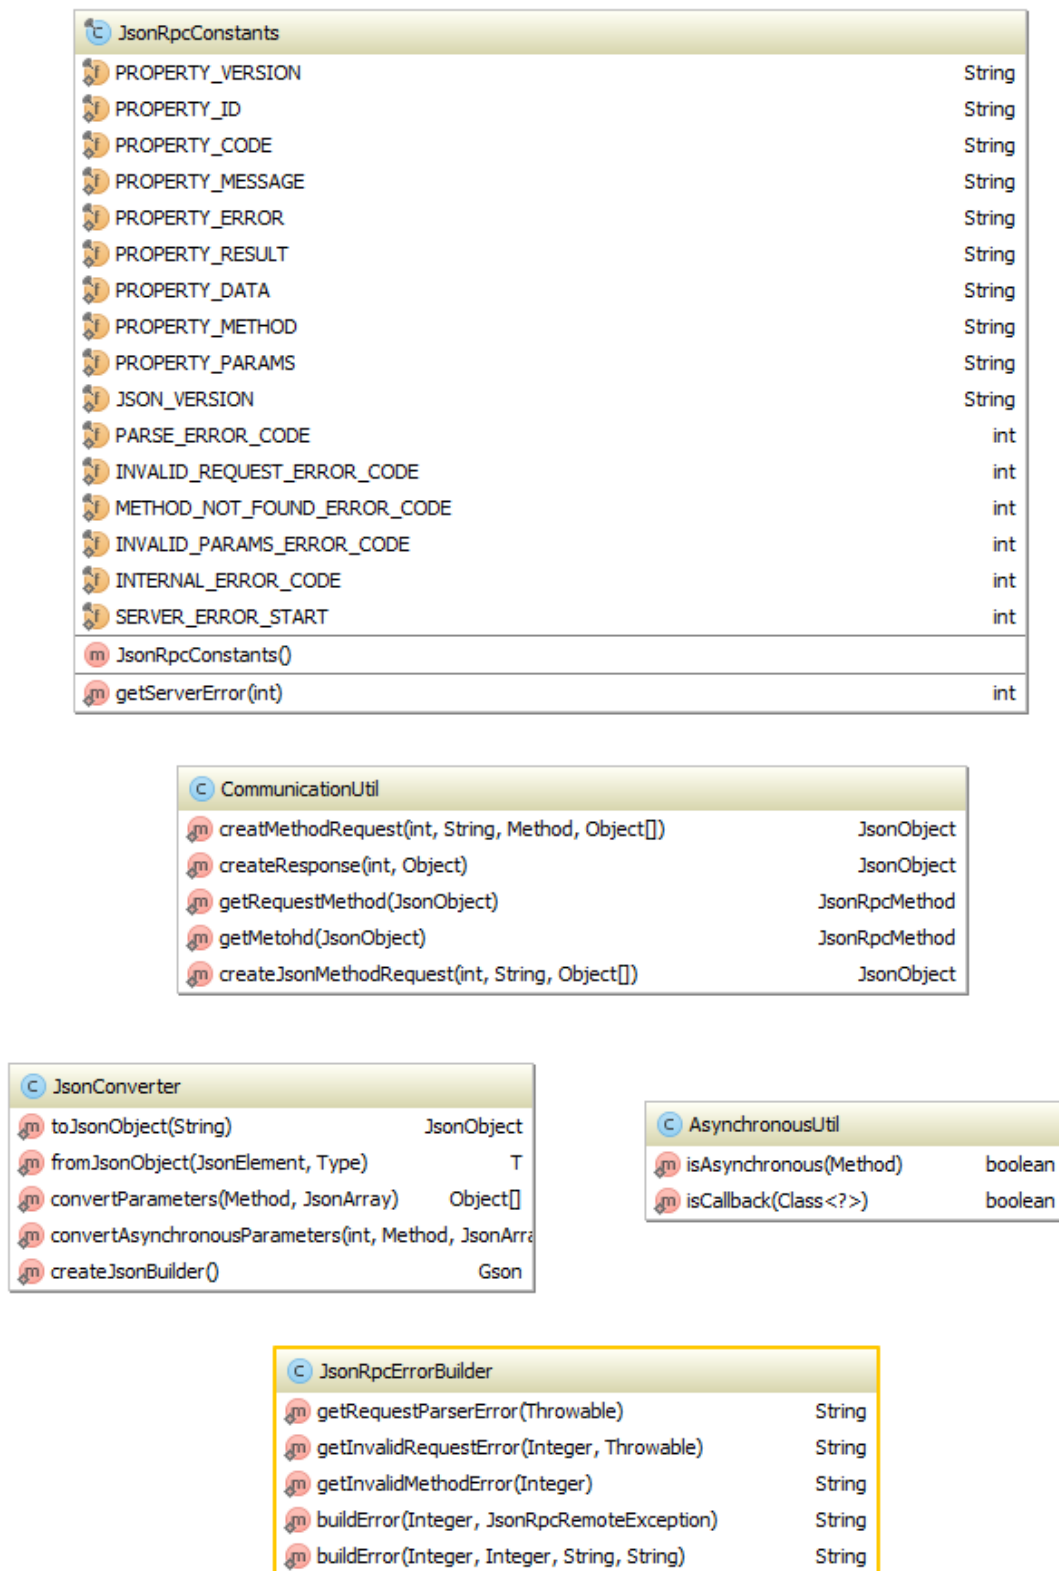 JsonRpcConstants
PROPERTY_VERSION String
PROPERTY_ID String
PROPERTY_CODE String
PROPERTY_MESSAGE String
PROPERTY_ERROR String
PROPERTY_RESULT String
PROPERTY_DATA String
PROPERTY_METHOD String
PROPERTY_PARAMS String
JSON_VERSION String
PARSE_ERROR_CODE int
INVALID_REQUEST_ERROR_CODE int
METHOD_NOT_FOUND_ERROR_CODE int
INVALID_PARAMS_ERROR_CODE int
INTERNAL_ERROR_CODE int
SERVER_ERROR_START int
JsonRpcConstants()
getServerError(int) int
CommunicationUtil
creatMethodRequest(int, String, Method, Object[]) JsonObject
createResponse(int, Object) JsonObject
getRequestMethod(JsonObject) JsonRpcMethod
getMetohd(JsonObject) JsonRpcMethod
createJsonMethodRequest(int, String, Object[]) JsonObject
JsonConverter
toJsonObject(String) JsonObject
fromJsonObject(JsonElement, Type) T
convertParameters(Method, JsonArray) Object[]
convertAsynchronousParameters(int, Method, JsonArra
createJsonBuilder() Gson
AsynchronousUtil
isAsynchronous(Method) boolean
isCallback(Class<?>) boolean
JsonRpcErrorBuilder
getRequestParserError(Throwable) String
getInvalidRequestError(Integer, Throwable) String
getInvalidMethodError(Integer) String
buildError(Integer, JsonRpcRemoteException) String
buildError(Integer, Integer, String, String) String